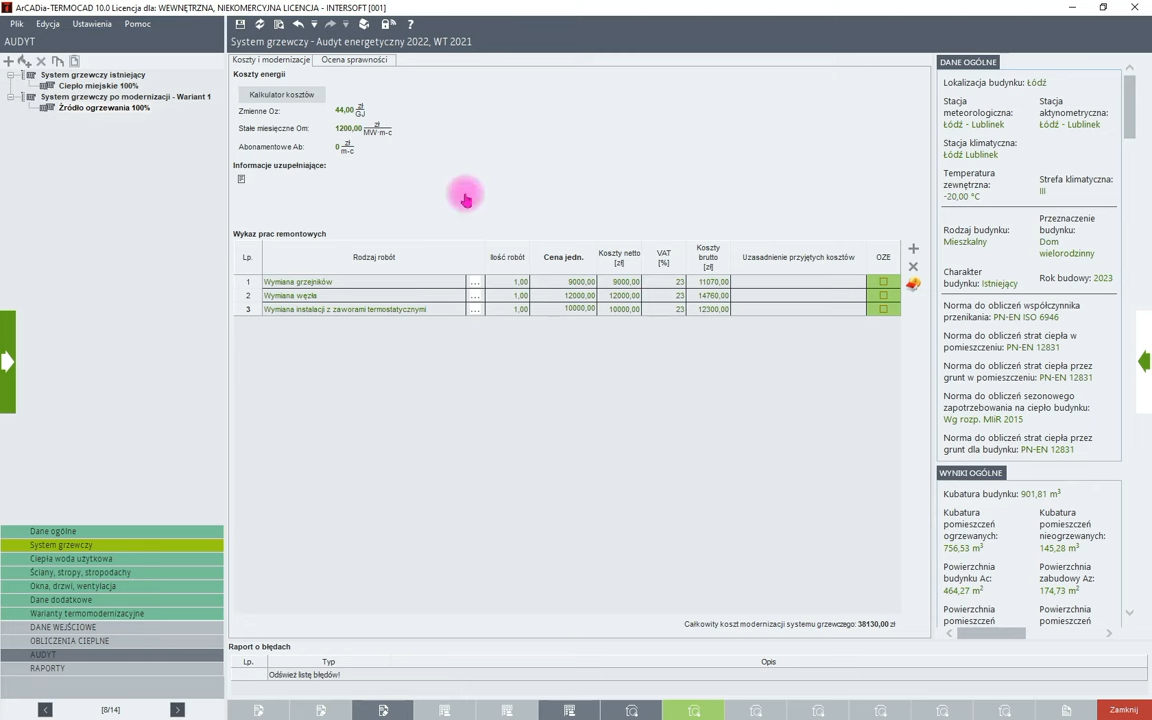 ArCADia-TERMOCAD 10.0 Licencja dla: WEWNĘTRZNA, NIEKOMERCYJNA LICENCJA - INTERSOFT [001]
Plik Edycja Ustawienia Pomoc
AUDYT
System grzewczy - Audyt energetyczny 2022, WT 2021
System grzewczy istniejący
Ciepło miejskie 100%
System grzewczy po modernizacji - Wariant 1
Źródło ogrzewania 100%
Koszty i modernizacje Ocena sprawności
Koszty energii
Kalkulator kosztów
Zmienne Oz: 44,00 zł/GJ
Stałe miesięczne Om: 1200,00 zł/MW·m-c
Abonamentowe Ab: 0 zł/m-c
Informacje uzupełniające:
Wykaz prac remontowych
Lp. Rodzaj robót Ilość robót Cena jedn. Koszty netto [zł] VAT [%] Koszty brutto [zł] Uzasadnienie przyjętych kosztów OZE
1 Wymiana grzejników ... 1,00 9000,00 9000,00 23 11070,00
2 Wymiana węzła ... 1,00 12000,00 12000,00 23 14760,00
3 Wymiana instalacji z zaworami termostatycznymi ... 1,00 10000,00 10000,00 23 12300,00
Całkowity koszt modernizacji systemu grzewczego: 38130,00 zł
Raport o błędach
Lp. Typ Opis
Odśwież listę błędów!
Dane ogólne
System grzewczy
Ciepła woda użytkowa
Ściany, stropy, stropodachy
Okna, drzwi, wentylacja
Dane dodatkowe
Warianty termomodernizacyjne
DANE WEJŚCIOWE
OBLICZENIA CIEPLNE
AUDYT
RAPORTY
< [8/14] >
DANE OGÓLNE
Lokalizacja budynku: Łódź
Stacja meteorologiczna: Łódź - Lublinek
Stacja aktynometryczna: Łódź - Lublinek
Stacja klimatyczna: Łódź Lublinek
Temperatura zewnętrzna: -20,00 °C
Strefa klimatyczna: III
Rodzaj budynku: Mieszkalny
Przeznaczenie budynku: Dom wielorodzinny
Charakter budynku: Istniejący
Rok budowy: 2023
Norma do obliczeń współczynnika
przenikania: PN-EN ISO 6946
Norma do obliczeń strat ciepła w
pomieszczeniu: PN-EN 12831
Norma do obliczeń strat ciepła przez
grunt w pomieszczeniu: PN-EN 12831
Norma do obliczeń sezonowego
zapotrzebowania na ciepło budynku:
Wg rozp. MIiR 2015
Norma do obliczeń strat ciepła przez
grunt dla budynku: PN-EN 12831
WYNIKI OGÓLNE
Kubatura budynku: 901,81 m³
Kubatura pomieszczeń ogrzewanych: 756,53 m³
Kubatura pomieszczeń nieogrzewanych: 145,28 m³
Powierzchnia budynku Ac: 464,27 m²
Powierzchnia zabudowy Az: 174,73 m²
Powierzchnia pomieszczeń
Powierzchnia pomieszczeń
Zamknij